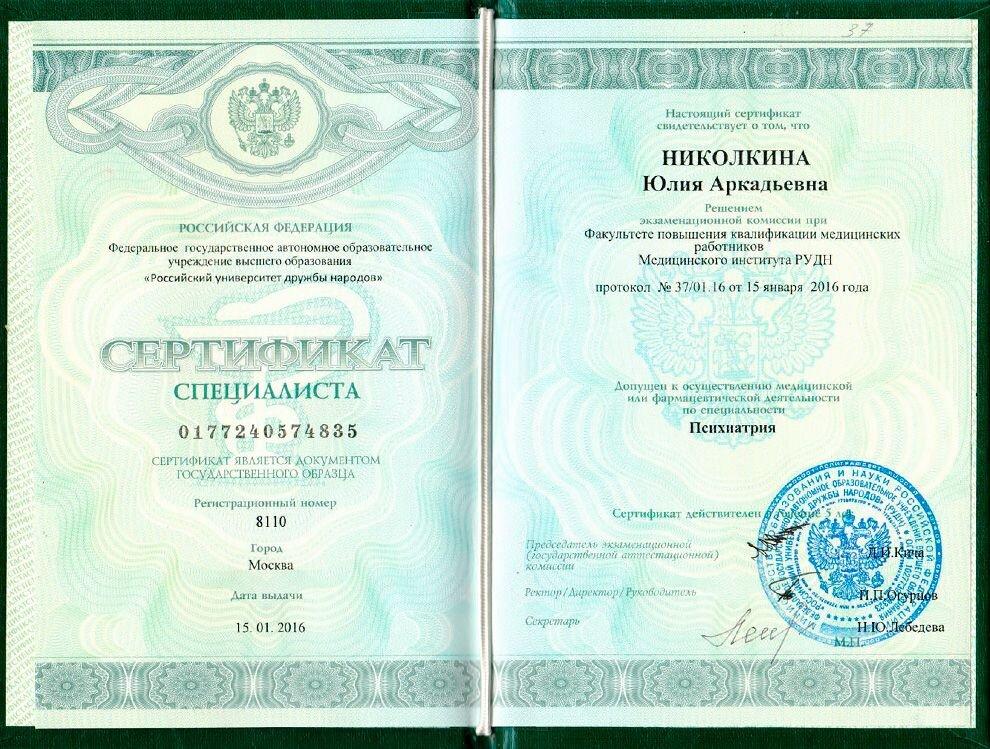 РОССИЙСКАЯ ФЕДЕРАЦИЯ
Федеральное государственное автономное образовательное
учреждение высшего образования
«Российский университет дружбы народов»
СЕРТИФИКАТ
СПЕЦИАЛИСТА
0177240574835
СЕРТИФИКАТ ЯВЛЯЕТСЯ ДОКУМЕНТОМ
ГОСУДАРСТВЕННОГО ОБРАЗЦА
Регистрационный номер
8110
Город
Москва
Дата выдачи
15. 01. 2016
37
Настоящий сертификат
свидетельствует о том, что
НИКОЛКИНА
Юлия Аркадьевна
Решением
экзаменационной комиссии при
Факультете повышения квалификации медицинских
работников
Медицинского института РУДН
протокол № 37/01.16 от 15 января 2016 года
Допущен к осуществлению медицинской
или фармацевтической деятельности
по специальности
Психиатрия
Сертификат действителен 5
Председатель экзаменационной
(государственной аттестационной)
комиссии
Д.И.Кича
Ректор/Директор/Руководитель
И.П.Огурцов
Секретарь
Н.Ю.Лебедева
М.П.